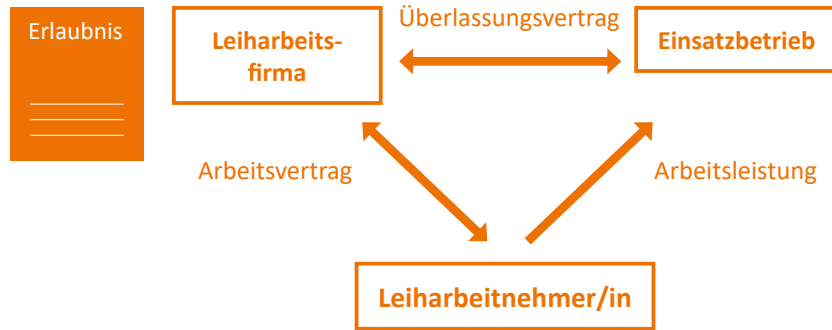 Erlaubnis
Leiharbeits-
firma
Überlassungsvertrag
Einsatzbetrieb
Arbeitsvertrag
Arbeitsleistung
Leiharbeitnehmer/in